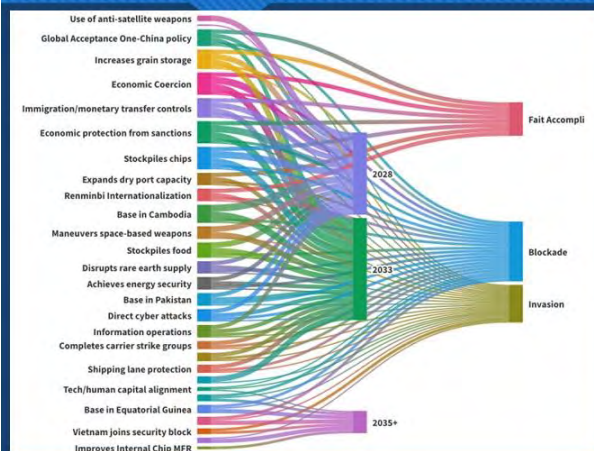 Use of anti-satellite weapons
Global Acceptance One-China policy
Increases grain storage
Economic Coercion
Immigration/monetary transfer controls
Economic protection from sanctions
Stockpiles chips
Expands dry port capacity
Renminbi Internationalization
Base in Cambodia
Maneuvers space-based weapons
Stockpiles food
Disrupts rare earth supply
Achieves energy security
Base in Pakistan
Direct cyber attacks
Information operations
Completes carrier strike groups
Shipping lane protection
Tech/human capital alignment
Base in Equatorial Guinea
Vietnam joins security block
Improves Internal Chip MFR
2028
2033
2035+
Fait Accompli
Blockade
Invasion